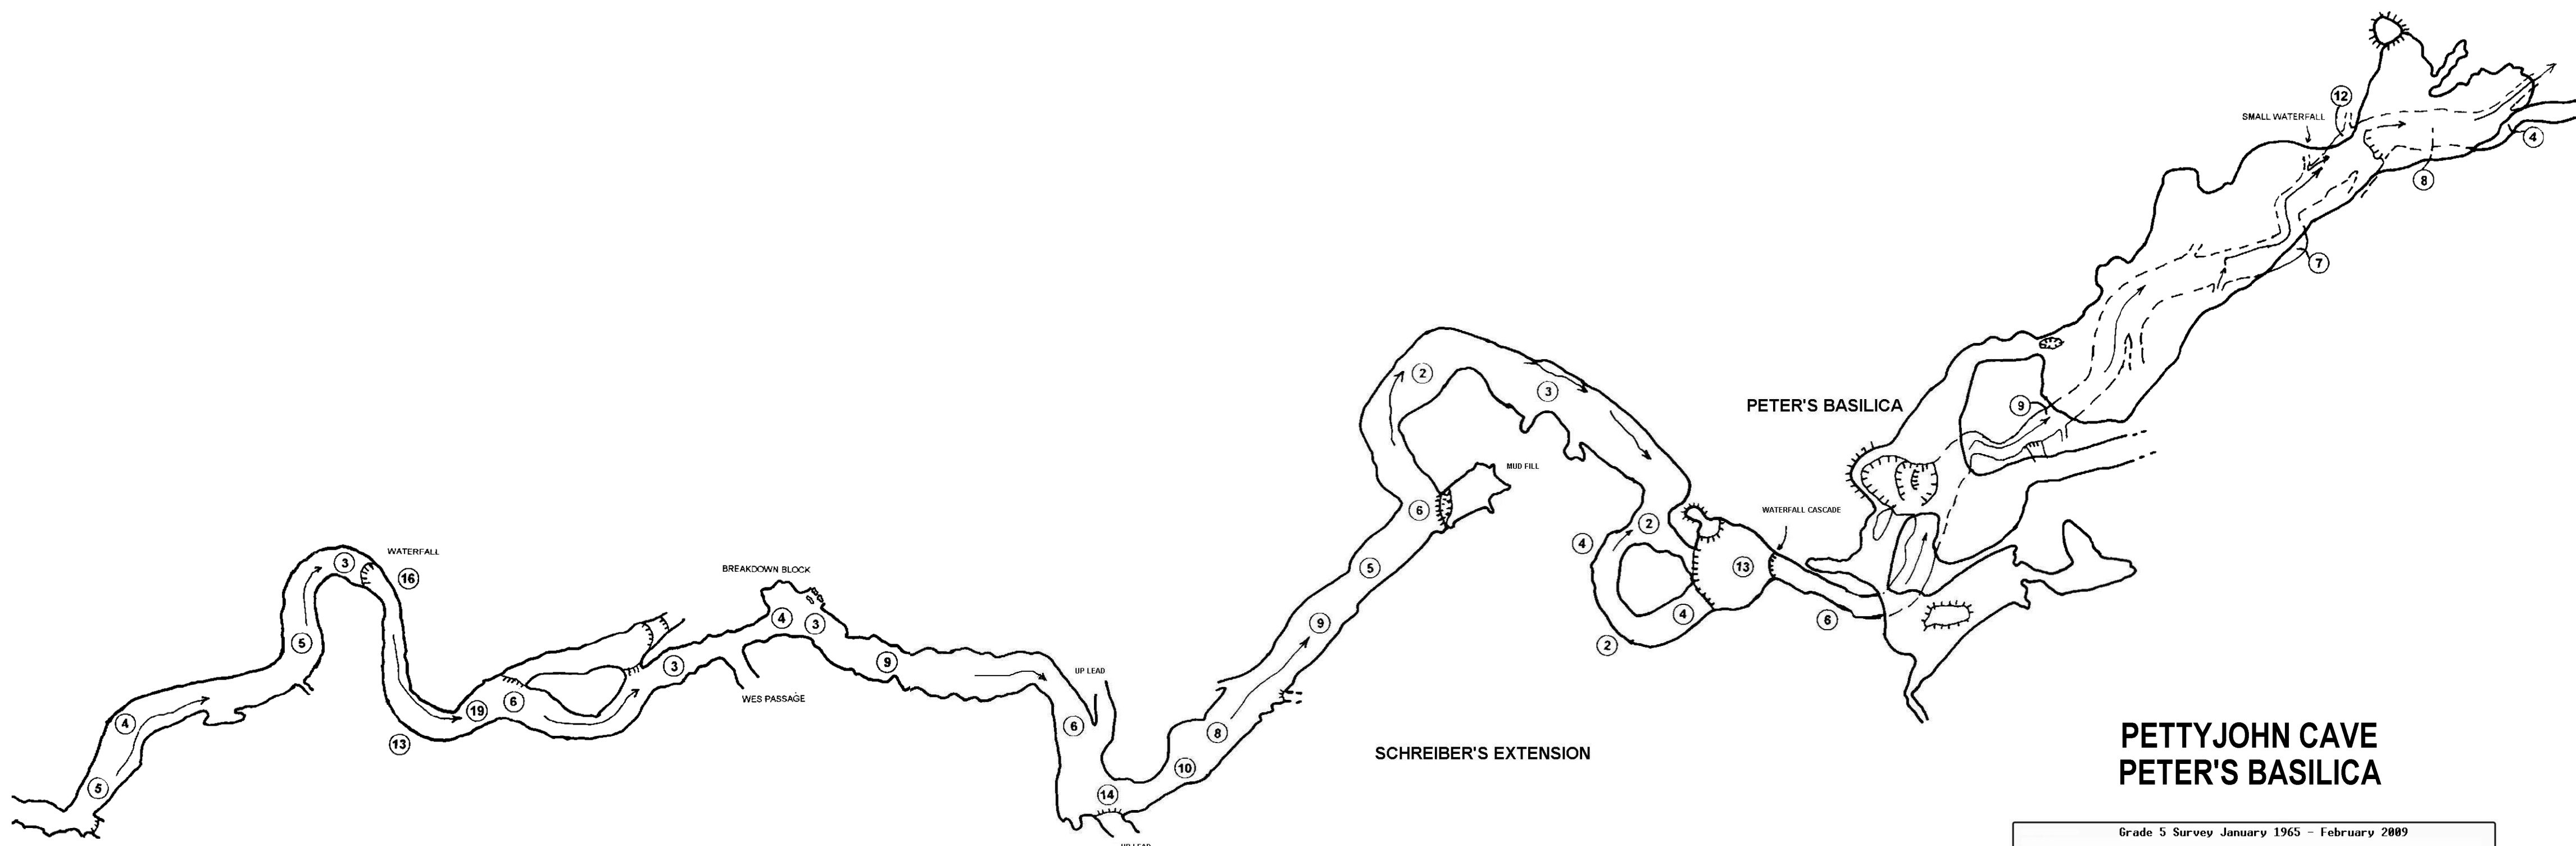 12
SMALL WATERFALL
4
8
7
2
3
PETER'S BASILICA
9
MUD FILL
6
WATERFALL CASCADE
2
4
WATERFALL
3
16
5
13
BREAKDOWN BLOCK
4
3
9
4
6
2
5
3
6
UP LEAD
WES PASSAGE
4
19
13
9
6
8
SCHREIBER'S EXTENSION
10
5
14
UP LEAD
PETTYJOHN CAVE
PETER'S BASILICA
Grade 5 Survey January 1965 - February 2009